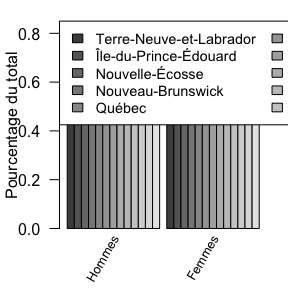 Pourcentage du total
0.8
0.6
0.4
0.2
0.0
Terre-Neuve-et-Labrador
Île-du-Prince-Édouard
Nouvelle-Écosse
Nouveau-Brunswick
Québec
Hommes
Femmes